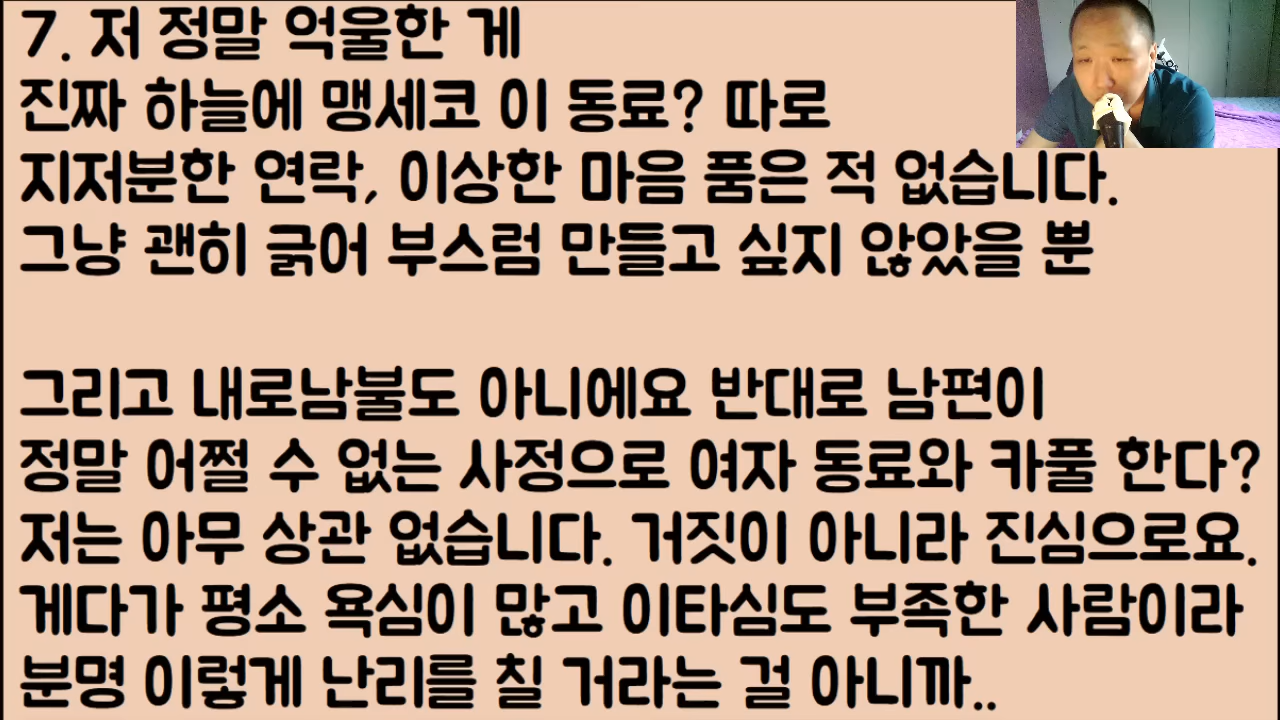 7. 저 정말 억울한 게
진짜 하늘에 맹세코 이 동료? 따로
지저분한 연락, 이상한 마음 품은 적 없습니다.
그냥 괜히 긁어 부스럼 만들고 싶지 않았을 뿐
그리고 내로남불도 아니에요 반대로 남편이
정말 어쩔 수 없는 사정으로 여자 동료와 카풀 한다?
저는 아무 상관 없습니다. 거짓이 아니라 진심으로요.
게다가 평소 욕심이 많고 이타심도 부족한 사람이라
분명 이렇게 난리를 칠 거라는 걸 아니까..